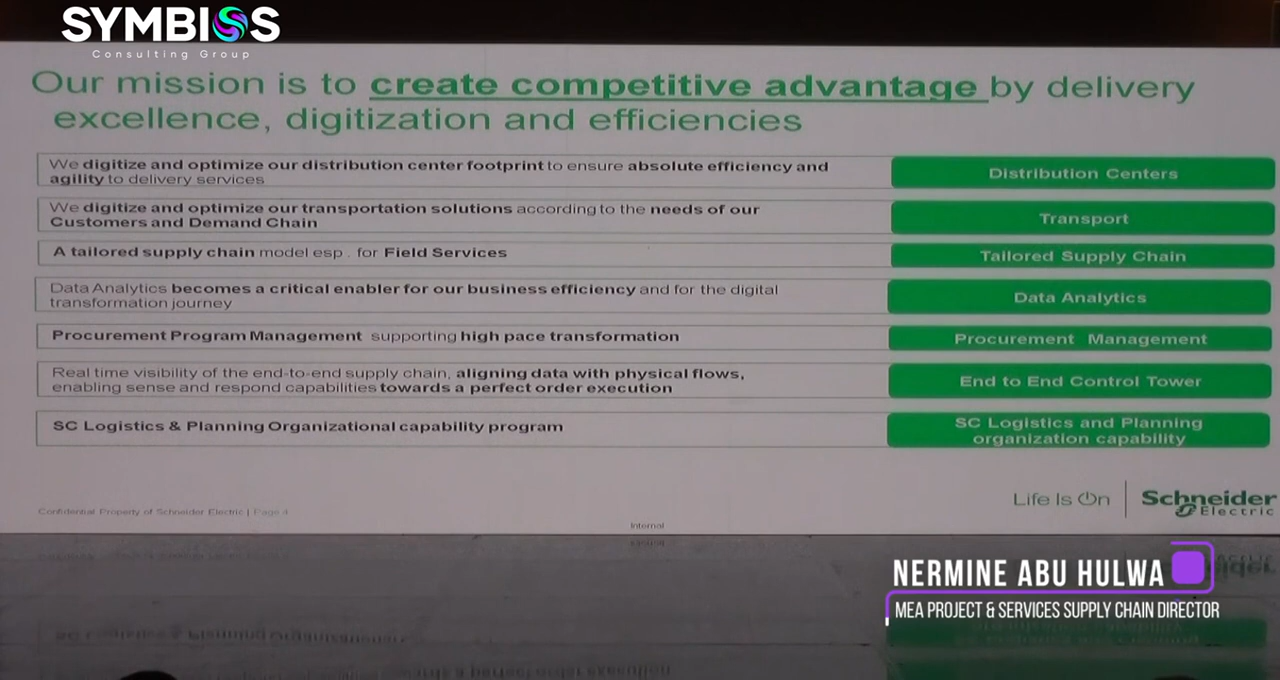 SYMBIOS
Consulting Group
Our mission is to create competitive advantage by delivery
excellence, digitization and efficiencies
We digitize and optimize our distribution center footprint to ensure absolute efficiency and
agility to delivery services
Distribution Centers
We digitize and optimize our transportation solutions according to the needs of our
Customers and Demand Chain
Transport
A tailored supply chain model esp . for Field Services
Tailored Supply Chain
Data Analytics becomes a critical enabler for our business efficiency and for the digital
transformation journey
Data Analytics
Procurement Program Management supporting high pace transformation
Procurement Management
Real time visibility of the end-to-end supply chain, aligning data with physical flows,
enabling sense and respond capabilities towards a perfect order execution
End to End Control Tower
SC Logistics & Planning Organizational capability program
SC Logistics and Planning
organization capability
Life Is On
Schneider
Electric
Confidential Property of Schneider Electric | Page 4
Internal
NERMINE ABU HULWA
MEA PROJECT & SERVICES SUPPLY CHAIN DIRECTOR